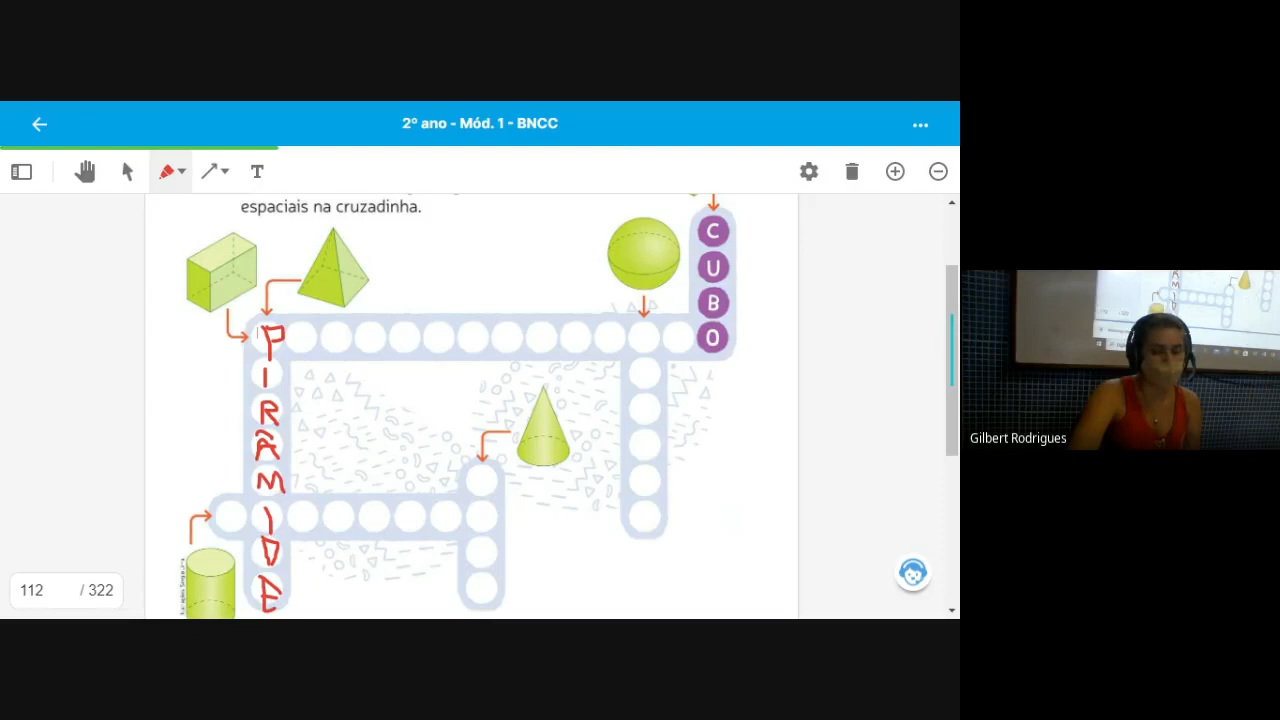 2º ano - Mód. 1 - BNCC
T
espaciais na cruzadinha.
C
U
B
O
P
I
R
Â
M
I
D
E
112 / 322
Gilbert Rodrigues